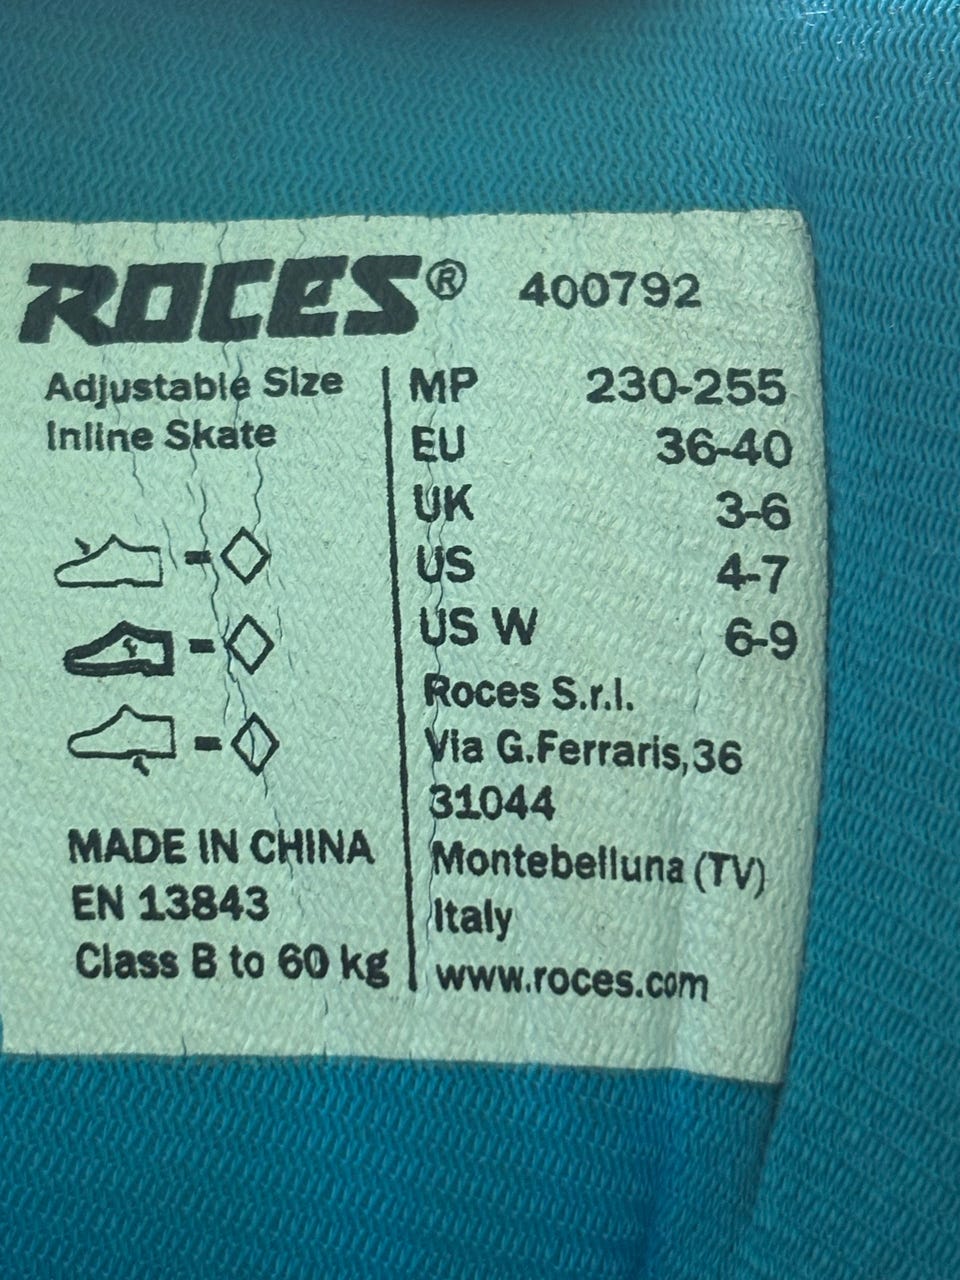 ROCES® 400792
Adjustable Size
Inline Skate
MADE IN CHINA
EN 13843
Class B to 60 kg
MP 230-255
EU 36-40
UK 3-6
US 4-7
US W 6-9
Roces S.r.l.
Via G.Ferraris,36
31044
Montebelluna (TV)
Italy
www.roces.com